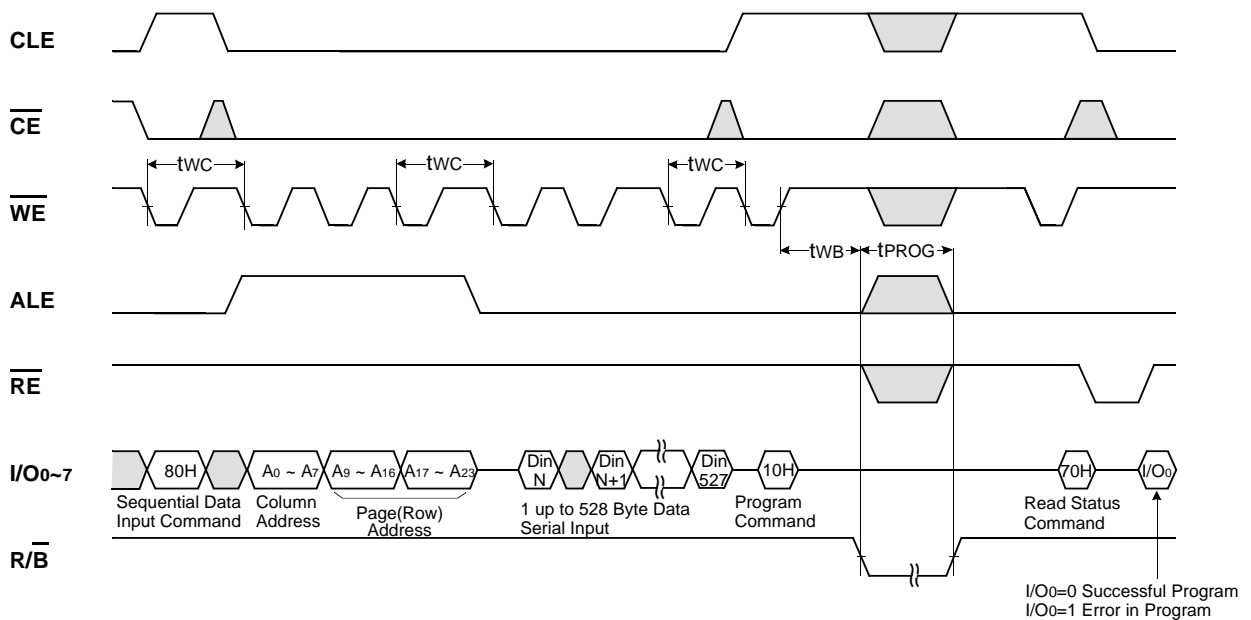 CLE
CE
tWC
tWC
tWC
WE
tWB
tPROG
ALE
RE
I/O0~7
80H
A0 ~ A7
A9 ~ A16
A17 ~ A23
Din
N
Din
N+1
Din
527
10H
70H
I/O0
Sequential Data
Input Command
Column
Address
Page(Row)
Address
1 up to 528 Byte Data
Serial Input
Program
Command
Read Status
Command
R/B
I/O0=0 Successful Program
I/O0=1 Error in Program